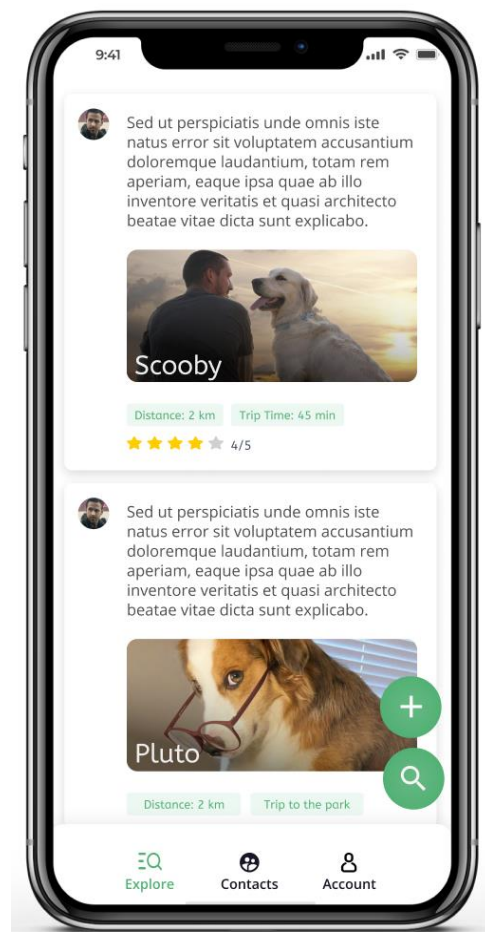 9:41
Sed ut perspiciatis unde omnis iste
natus error sit voluptatem accusantium
doloremque laudantium, totam rem
aperiam, eaque ipsa quae ab illo
inventore veritatis et quasi architecto
beatae vitae dicta sunt explicabo.
Scooby
Distance: 2 km Trip Time: 45 min
4/5
Sed ut perspiciatis unde omnis iste
natus error sit voluptatem accusantium
doloremque laudantium, totam rem
aperiam, eaque ipsa quae ab illo
inventore veritatis et quasi architecto
beatae vitae dicta sunt explicabo.
Pluto
Distance: 2 km Trip to the park
Explore Contacts Account